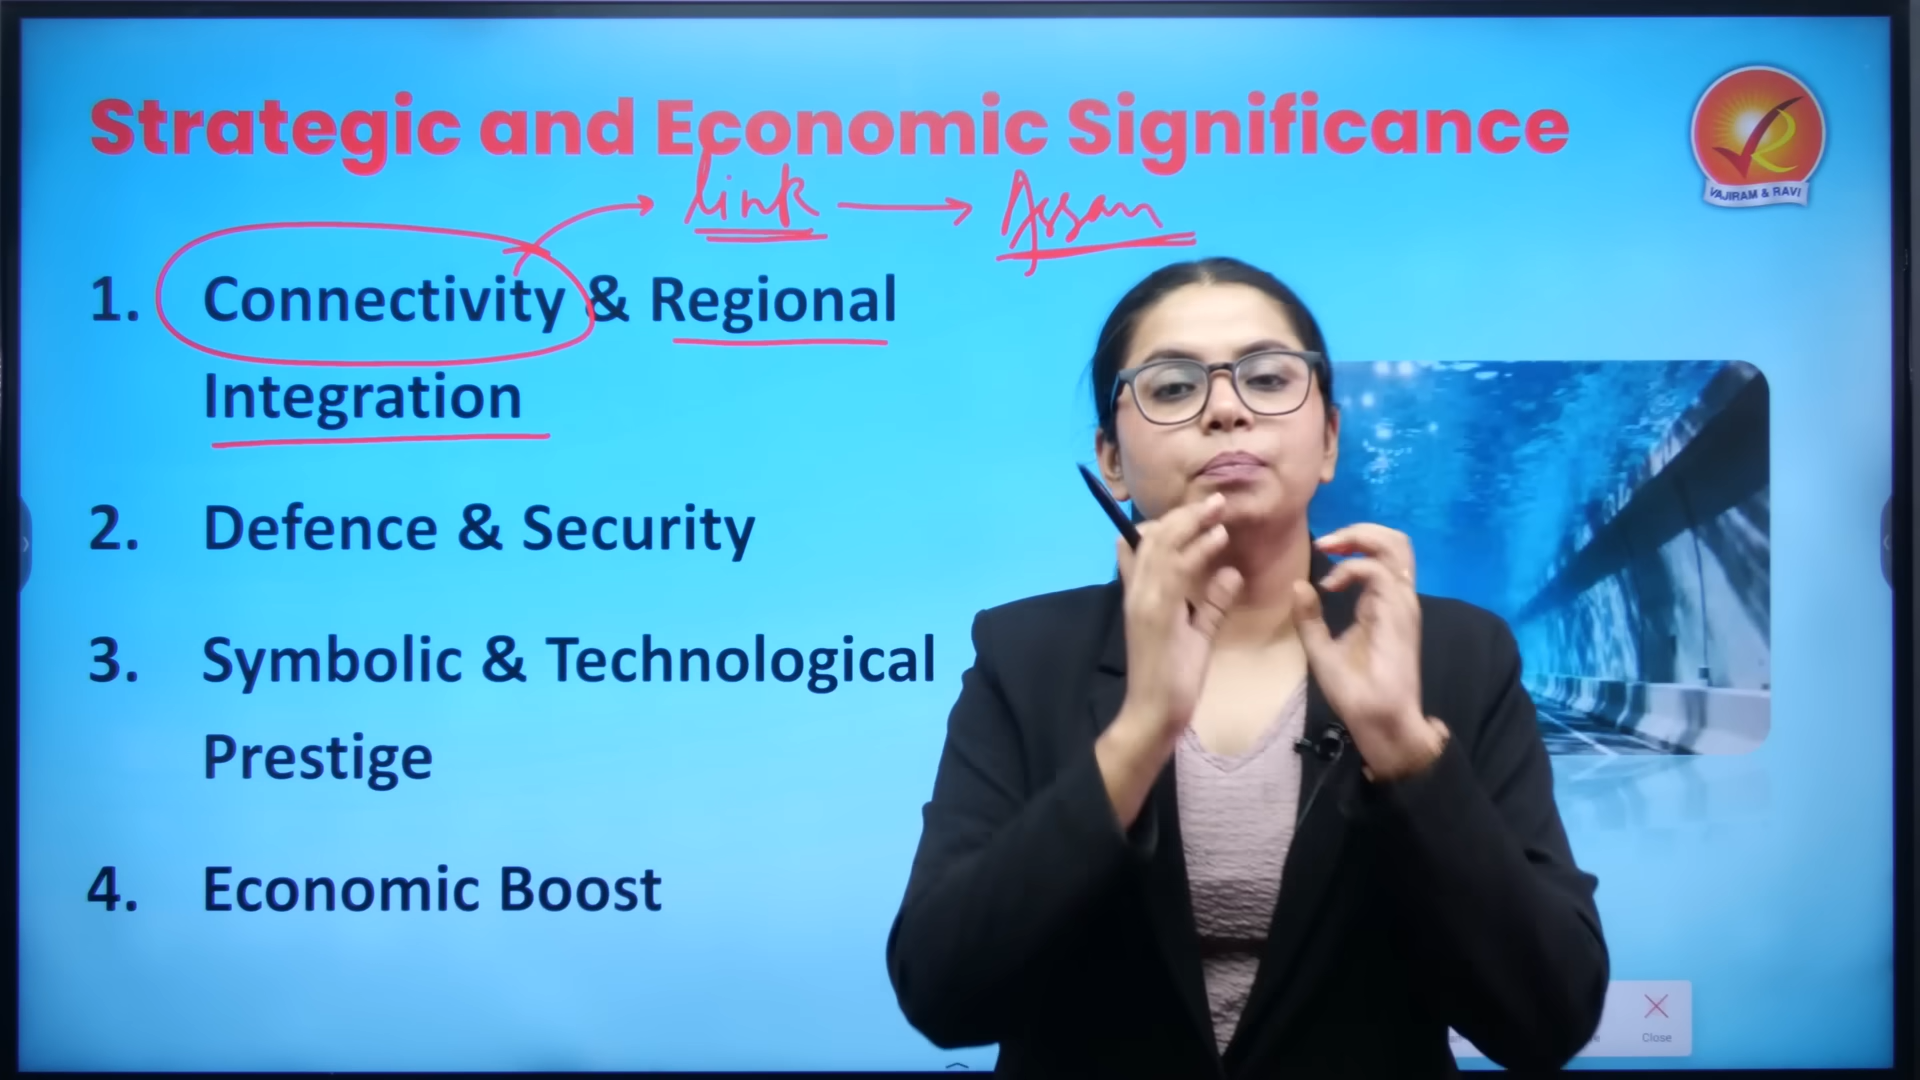 Strategic and Economic Significance
link → Assam
1. Connectivity & Regional
Integration
2. Defence & Security
3. Symbolic & Technological
Prestige
4. Economic Boost
VAJIRAM & RAVI
Close